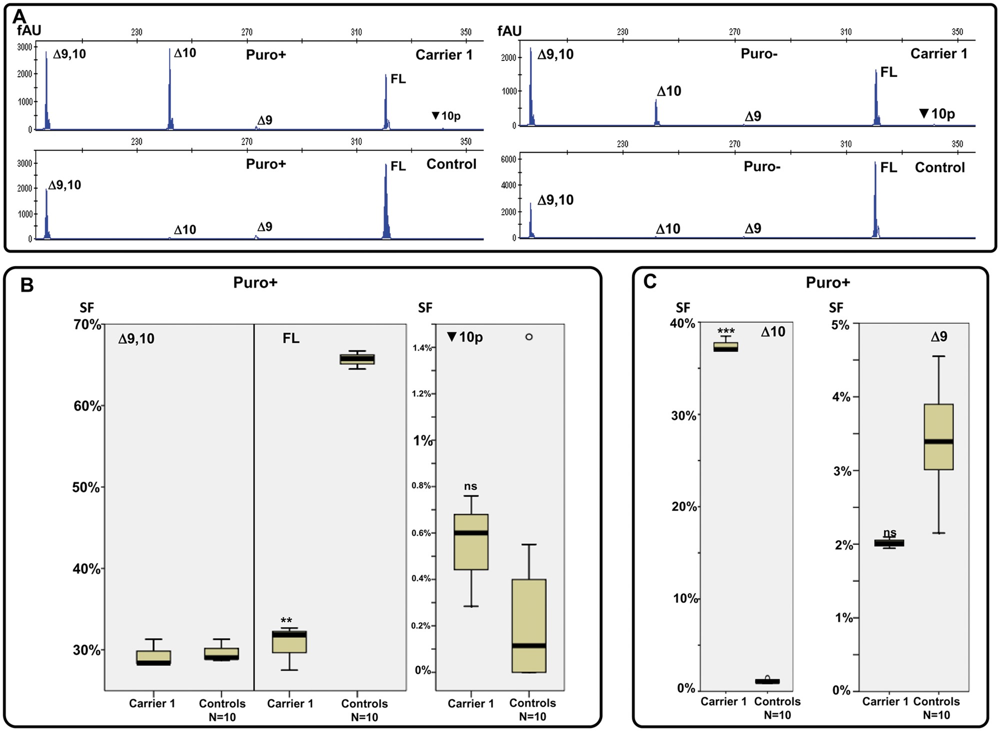 A
fAU
230 270 310 350
3000
2000
1000
0
Δ9,10
Δ10
Puro+
Carrier 1
Δ9
FL
▼10p
fAU
230 270 310 350
2000
1000
0
Δ9,10
Δ10
Puro-
Carrier 1
Δ9
FL
▼10p
230 270 310 350
3000
2000
1000
0
Δ9,10
Δ10
Puro+
Δ9
FL
Control
230 270 310 350
6000
4000
2000
0
Δ9,10
Δ10
Puro-
Δ9
FL
Control
B
Puro+
SF
70%
60%
50%
40%
30%
Δ9,10
FL
**
Carrier 1
Controls
N=10
Carrier 1
Controls
N=10
SF
1.4%
1.2%
1%
0.8%
0.6%
0.4%
0.2%
0%
▼10p
ns
Carrier 1
Controls
N=10
C
Puro+
SF
40%
30%
20%
10%
0%
***
Δ10
Carrier 1
Controls
N=10
SF
5%
4%
3%
2%
1%
0%
Δ9
ns
Carrier 1
Controls
N=10